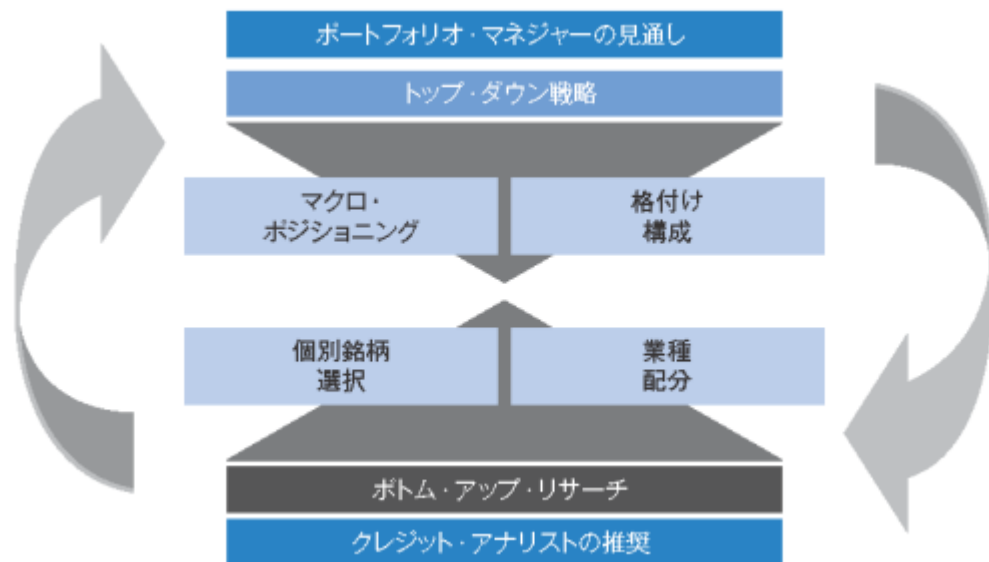 ポートフォリオ・マネジャーの見通し
トップ・ダウン戦略
マクロ・
ポジショニング
格付け
構成
個別銘柄
選択
業種
配分
ボトム・アップ・リサーチ
クレジット・アナリストの推奨